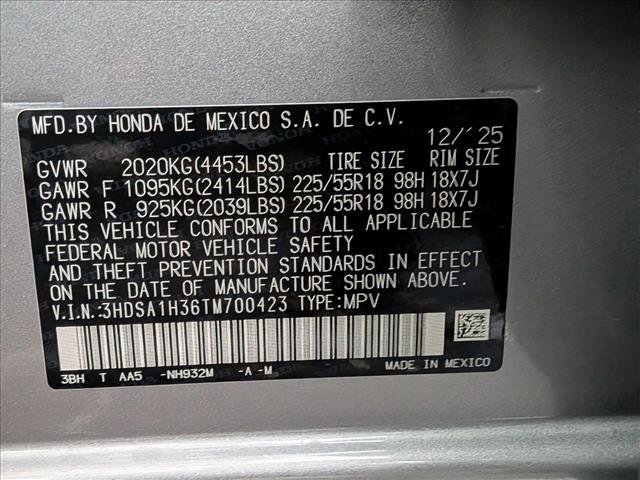 MFD.BY HONDA DE MEXICO S.A. DE C.V.
12/'25
GVWR 2020KG(4453LBS) TIRE SIZE RIM SIZE
GAWR F 1095KG(2414LBS) 225/55R18 98H 18X7J
GAWR R 925KG(2039LBS) 225/55R18 98H 18X7J
THIS VEHICLE CONFORMS TO ALL APPLICABLE
FEDERAL MOTOR VEHICLE SAFETY
AND THEFT PREVENTION STANDARDS IN EFFECT
ON THE DATE OF MANUFACTURE SHOWN ABOVE.
V.I.N.:3HDSA1H36TM700423 TYPE:MPV
3BH T AA5 -NH932M -A -M MADE IN MEXICO